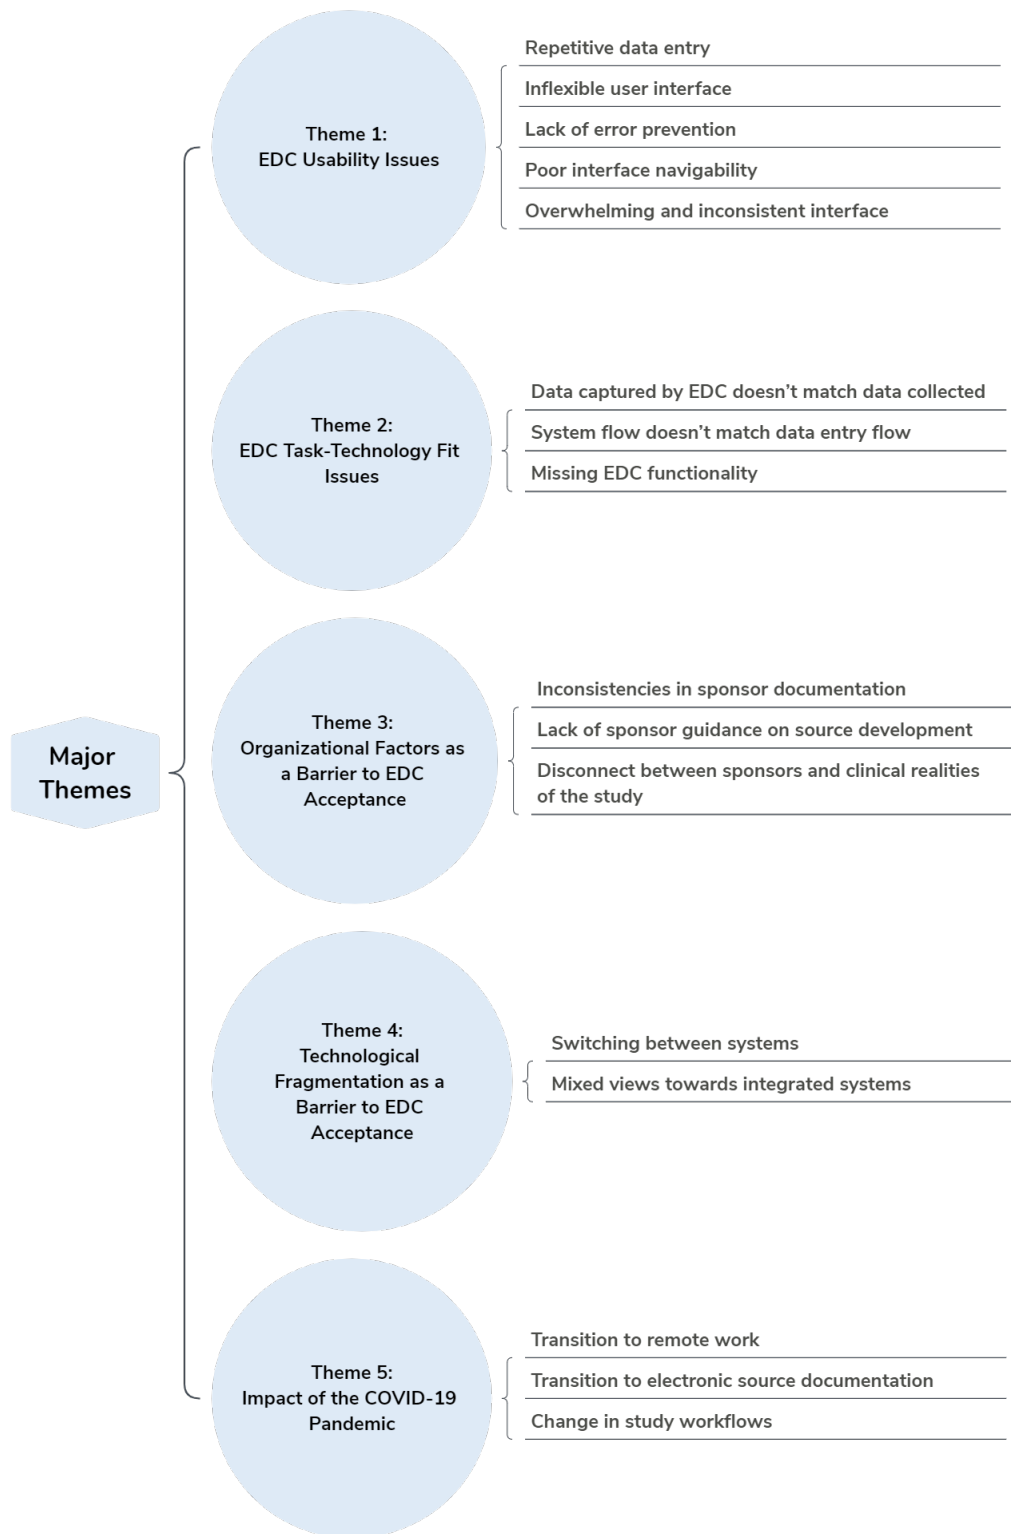 Major
Themes
Theme 1:
EDC Usability Issues
Repetitive data entry
Inflexible user interface
Lack of error prevention
Poor interface navigability
Overwhelming and inconsistent interface
Theme 2:
EDC Task-Technology Fit
Issues
Data captured by EDC doesn’t match data collected
System flow doesn’t match data entry flow
Missing EDC functionality
Theme 3:
Organizational Factors as
a Barrier to EDC
Acceptance
Inconsistencies in sponsor documentation
Lack of sponsor guidance on source development
Disconnect between sponsors and clinical realities
of the study
Theme 4:
Technological
Fragmentation as a
Barrier to EDC
Acceptance
Switching between systems
Mixed views towards integrated systems
Theme 5:
Impact of the COVID-19
Pandemic
Transition to remote work
Transition to electronic source documentation
Change in study workflows